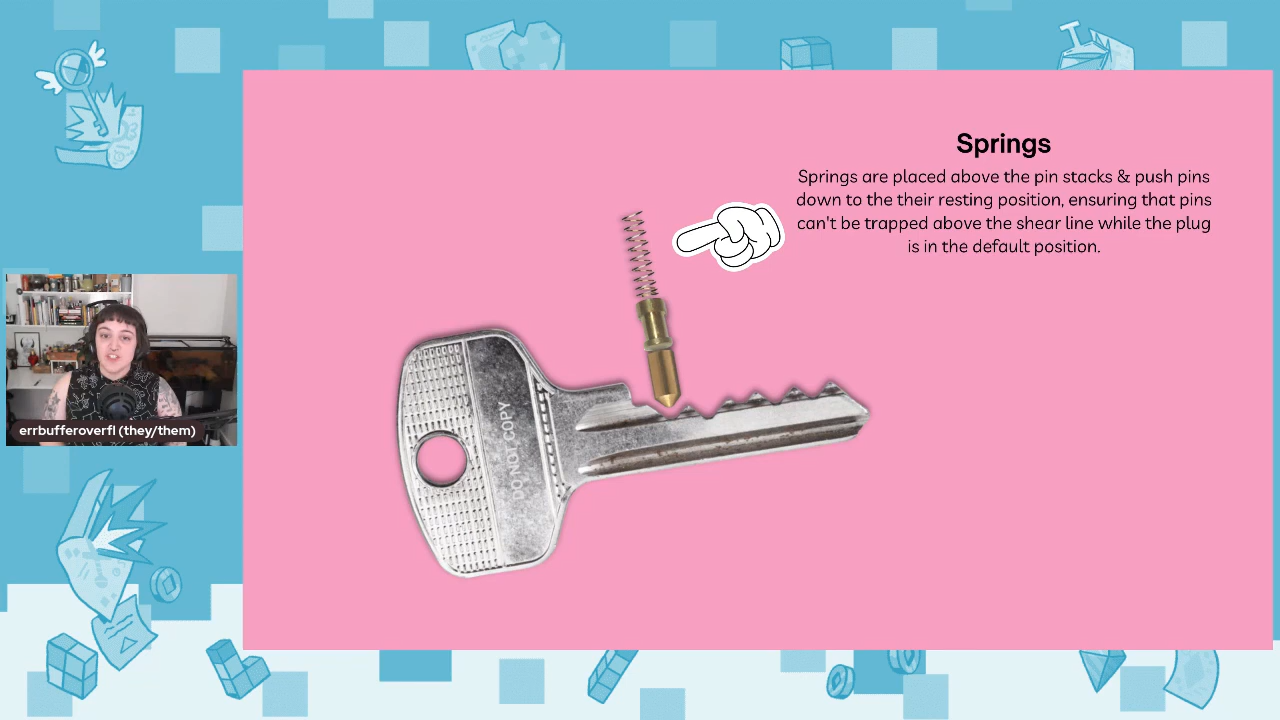 Springs
Springs are placed above the pin stacks & push pins
down to the their resting position, ensuring that pins
can't be trapped above the shear line while the plug
is in the default position.
DO NOT COPY
errbufferoverfl (they/them)